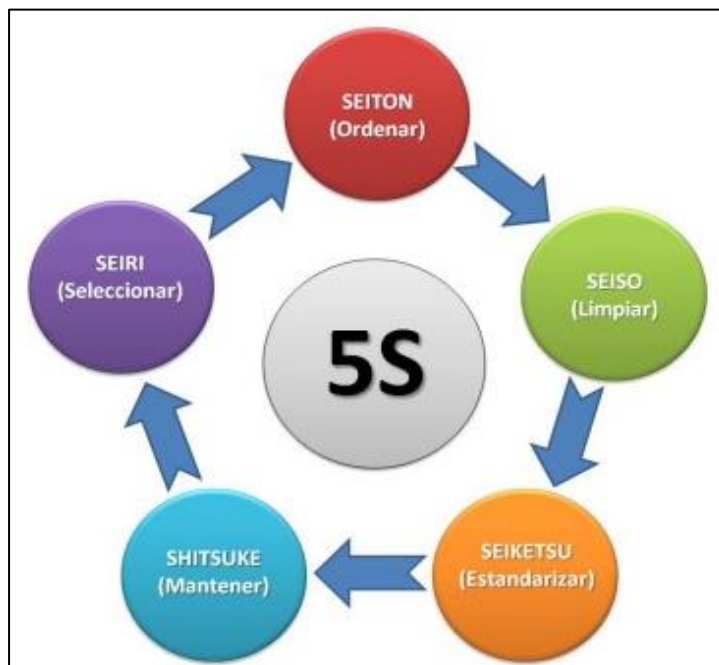 SEITON
(Ordenar)
SEIRI
(Seleccionar)
SEISO
(Limpiar)
5S
SHITSUKE
(Mantener)
SEIKETSU
(Estandarizar)